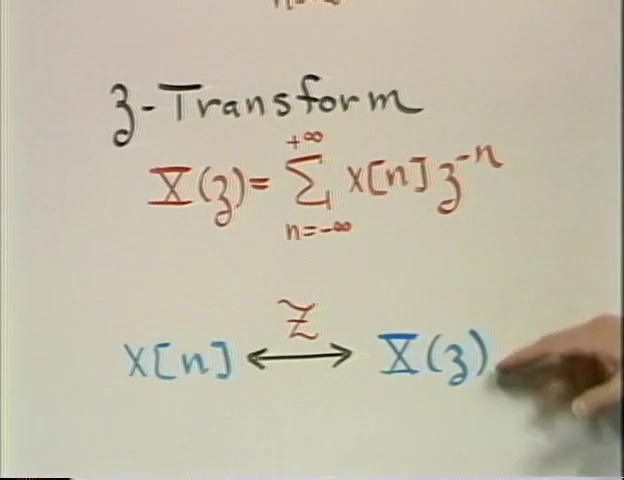 z-Transform
+∞
X(z)= Σ x[n] z⁻ⁿ
n=-∞
Z
x[n] ⟷ X(z)